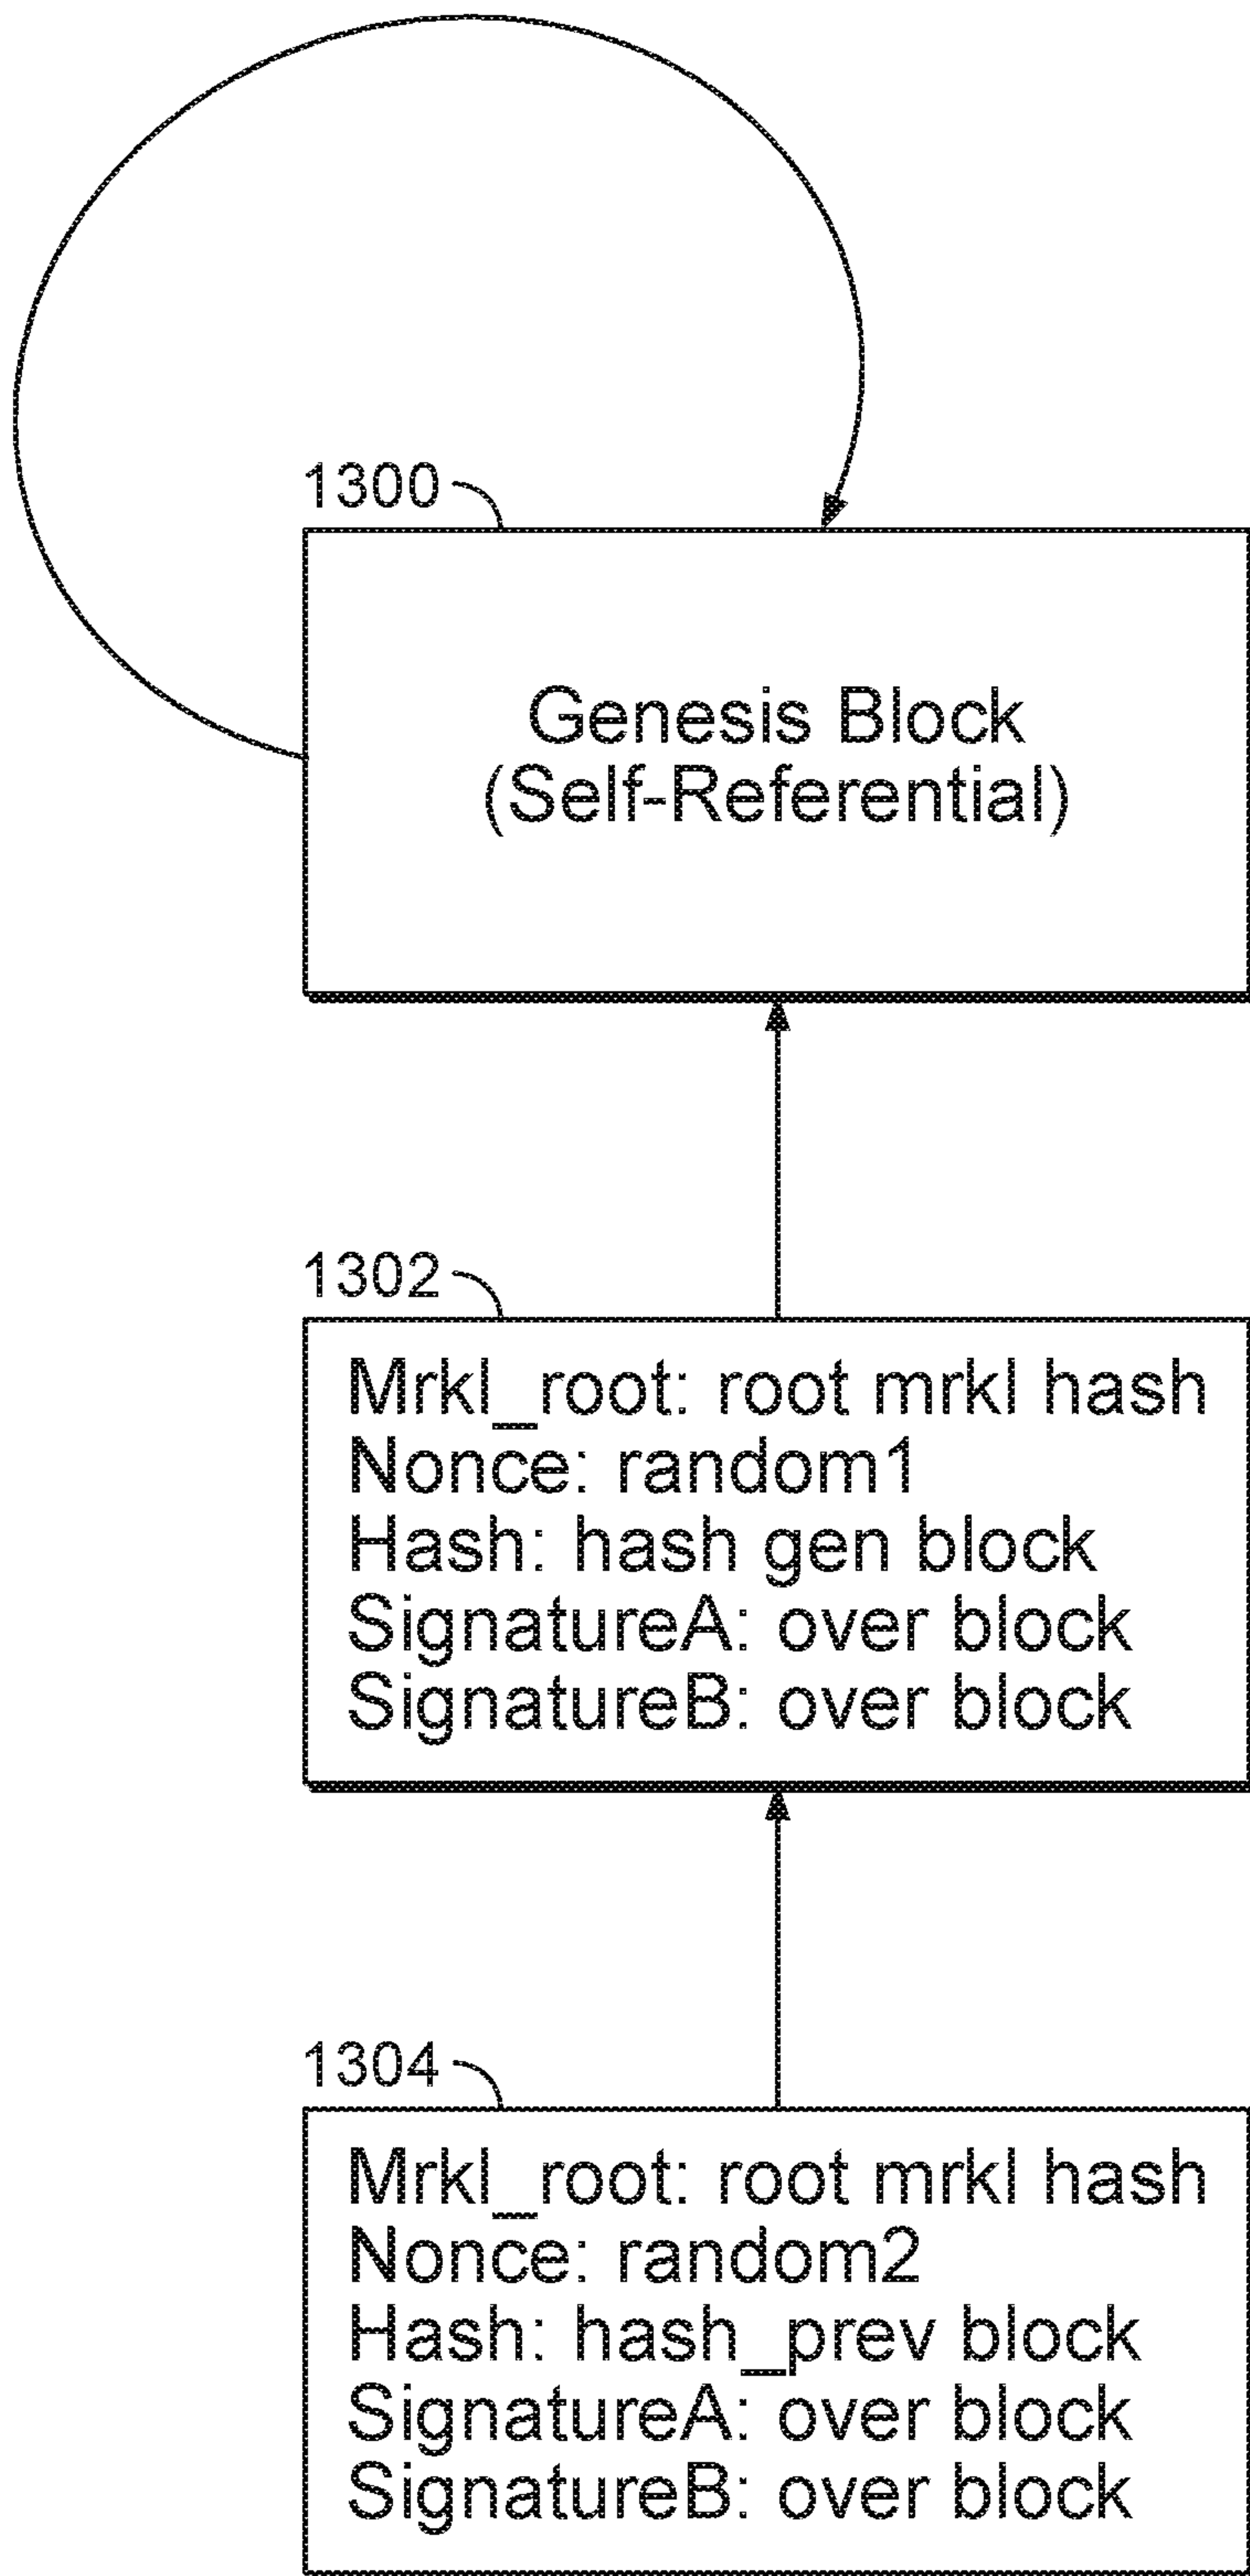 1300
Genesis Block
(Self-Referential)
1302
Mrkl_root: root mrkl hash
Nonce: random1
Hash: hash gen block
SignatureA: over block
SignatureB: over block
1304
Mrkl_root: root mrkl hash
Nonce: random2
Hash: hash_prev block
SignatureA: over block
SignatureB: over block